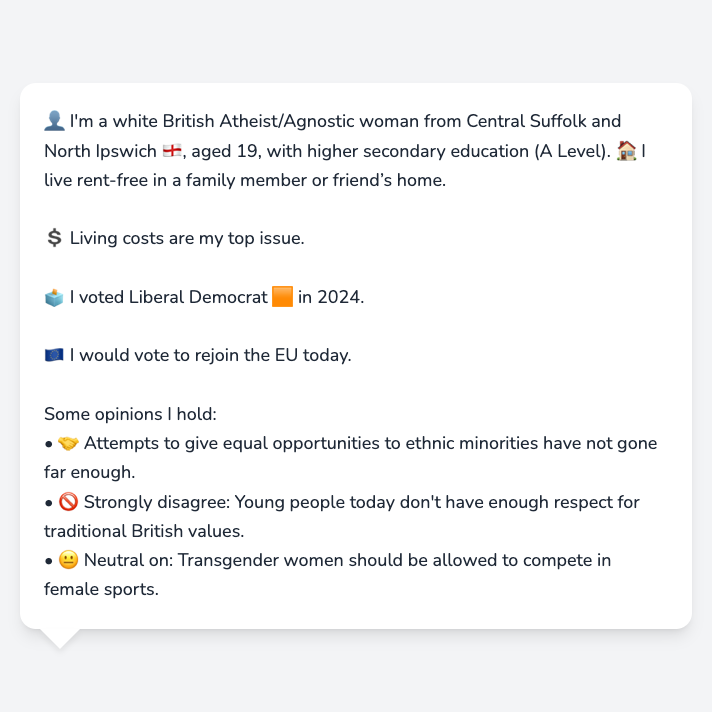 👤 I'm a white British Atheist/Agnostic woman from Central Suffolk and
North Ipswich 🏴󠁧󠁢󠁥󠁮󠁧󠁿, aged 19, with higher secondary education (A Level). 🏠 I
live rent-free in a family member or friend’s home.
💲 Living costs are my top issue.
🗳️ I voted Liberal Democrat 🟧 in 2024.
🇪🇺 I would vote to rejoin the EU today.
Some opinions I hold:
• 🤝 Attempts to give equal opportunities to ethnic minorities have not gone
far enough.
• 🚫 Strongly disagree: Young people today don't have enough respect for
traditional British values.
• 😐 Neutral on: Transgender women should be allowed to compete in
female sports.